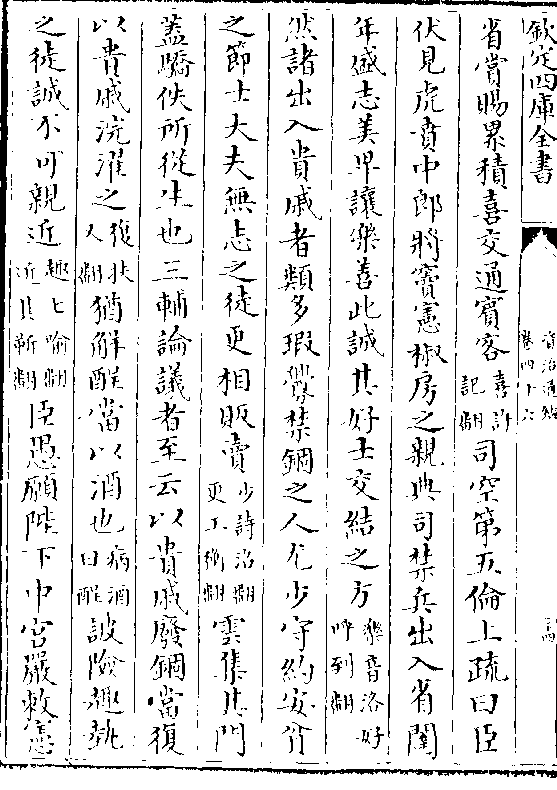 欽定四庫全書
資治通鑑
卷四十六
省賞賜累積喜交通賓客喜許記翻司空第五倫上疏曰臣
伏見虎賁中郎將竇憲椒房之親典司禁兵出入省闥
年盛志美卑讓樂善此誠其好士交結之方樂音洛好呼到翻
然諸出入貴戚者類多瑕釁禁錮之人尤少守約安貧
之節士大夫無志之徒更相販賣少詩沼翻更工衡翻雲集其門
蓋驕佚所從生也三輔論議者至云以貴戚廢錮當復
以貴戚浣濯之復扶又翻猶解酲當以酒也病酒曰酲詖險趣埶
之徒誠不可親近趣七喻翻近其靳翻臣愚願陛下中宮嚴敕憲